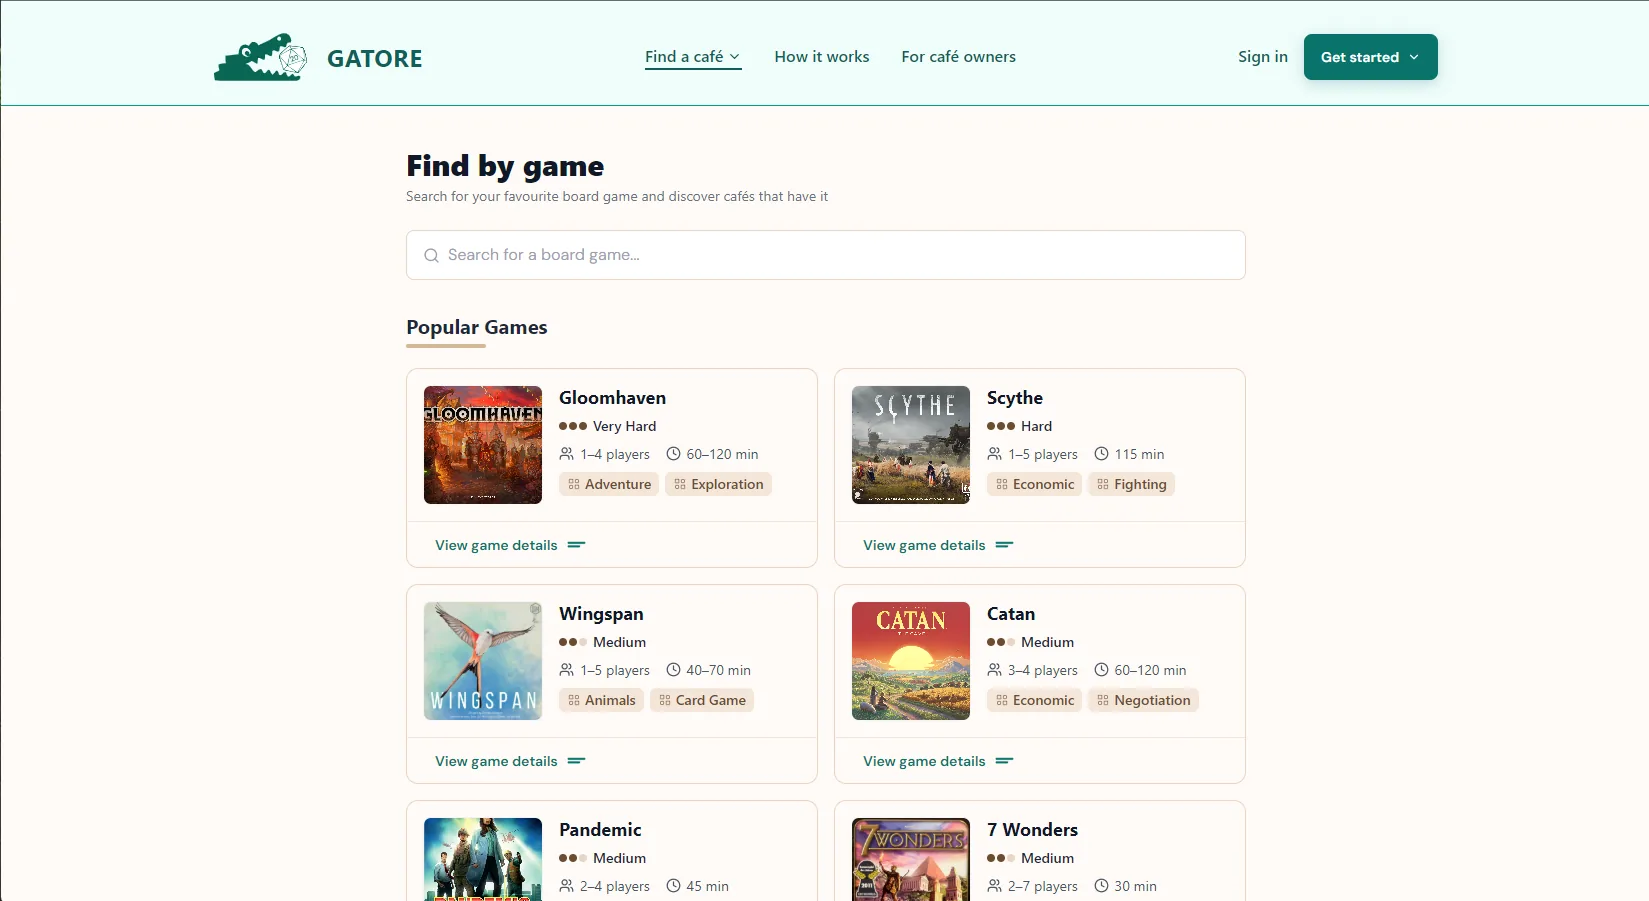 GATORE
Find a café
How it works
For café owners
Sign in
Get started
Find by game
Search for your favourite board game and discover cafés that have it
Search for a board game...
Popular Games
GLOOMHAVEN
Gloomhaven
Very Hard
1–4 players
60–120 min
Adventure
Exploration
View game details
SCYTHE
Scythe
Hard
1–5 players
115 min
Economic
Fighting
View game details
WINGSPAN
Wingspan
Medium
1–5 players
40–70 min
Animals
Card Game
View game details
CATAN
Catan
Medium
3–4 players
60–120 min
Economic
Negotiation
View game details
Pandemic
Medium
2–4 players
45 min
7 WONDERS
7 Wonders
Medium
2–7 players
30 min